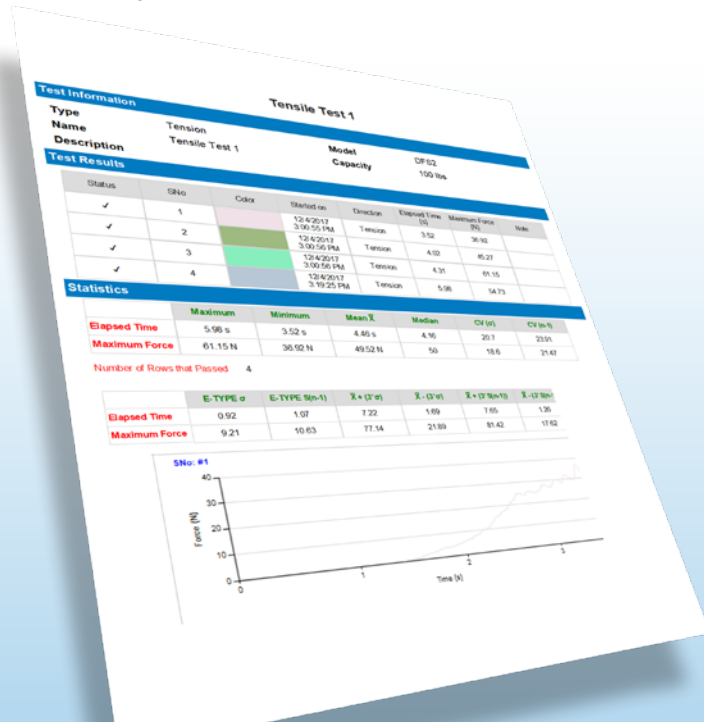 Tensile Test 1
Test Information
Type Tension Model DFS2
Name Tensile Test 1 Capacity 100 lbs
Description
Test Results
Status SNo Color Started on Direction Elapsed Time [s] Maximum Force [N] Note
✓ 1 12/4/2017 3:00:55 PM Tension 3.52 36.92
✓ 2 12/4/2017 3:00:56 PM Tension 4.02 45.27
✓ 3 12/4/2017 3:00:56 PM Tension 4.31 61.15
✓ 4 12/4/2017 3:19:25 PM Tension 5.98 54.73
Statistics
Maximum Minimum Mean X̄ Median CV (σ) CV (n-1)
Elapsed Time 5.98 s 3.52 s 4.46 s 4.16 20.7 23.91
Maximum Force 61.15 N 36.92 N 49.52 N 50 18.6 21.47
Number of Rows that Passed 4
E-TYPE σ E-TYPE S(n-1) X̄ + (3*σ) X̄ - (3*σ) X̄ + (3*S(n-1)) X̄ - (3*S(n-
Elapsed Time 0.92 1.07 7.22 1.69 7.65 1.26
Maximum Force 9.21 10.63 77.14 21.89 81.42 17.62
SNo: #1
40
30
20
10
0
Force [N]
0 1 2 3
Time [s]